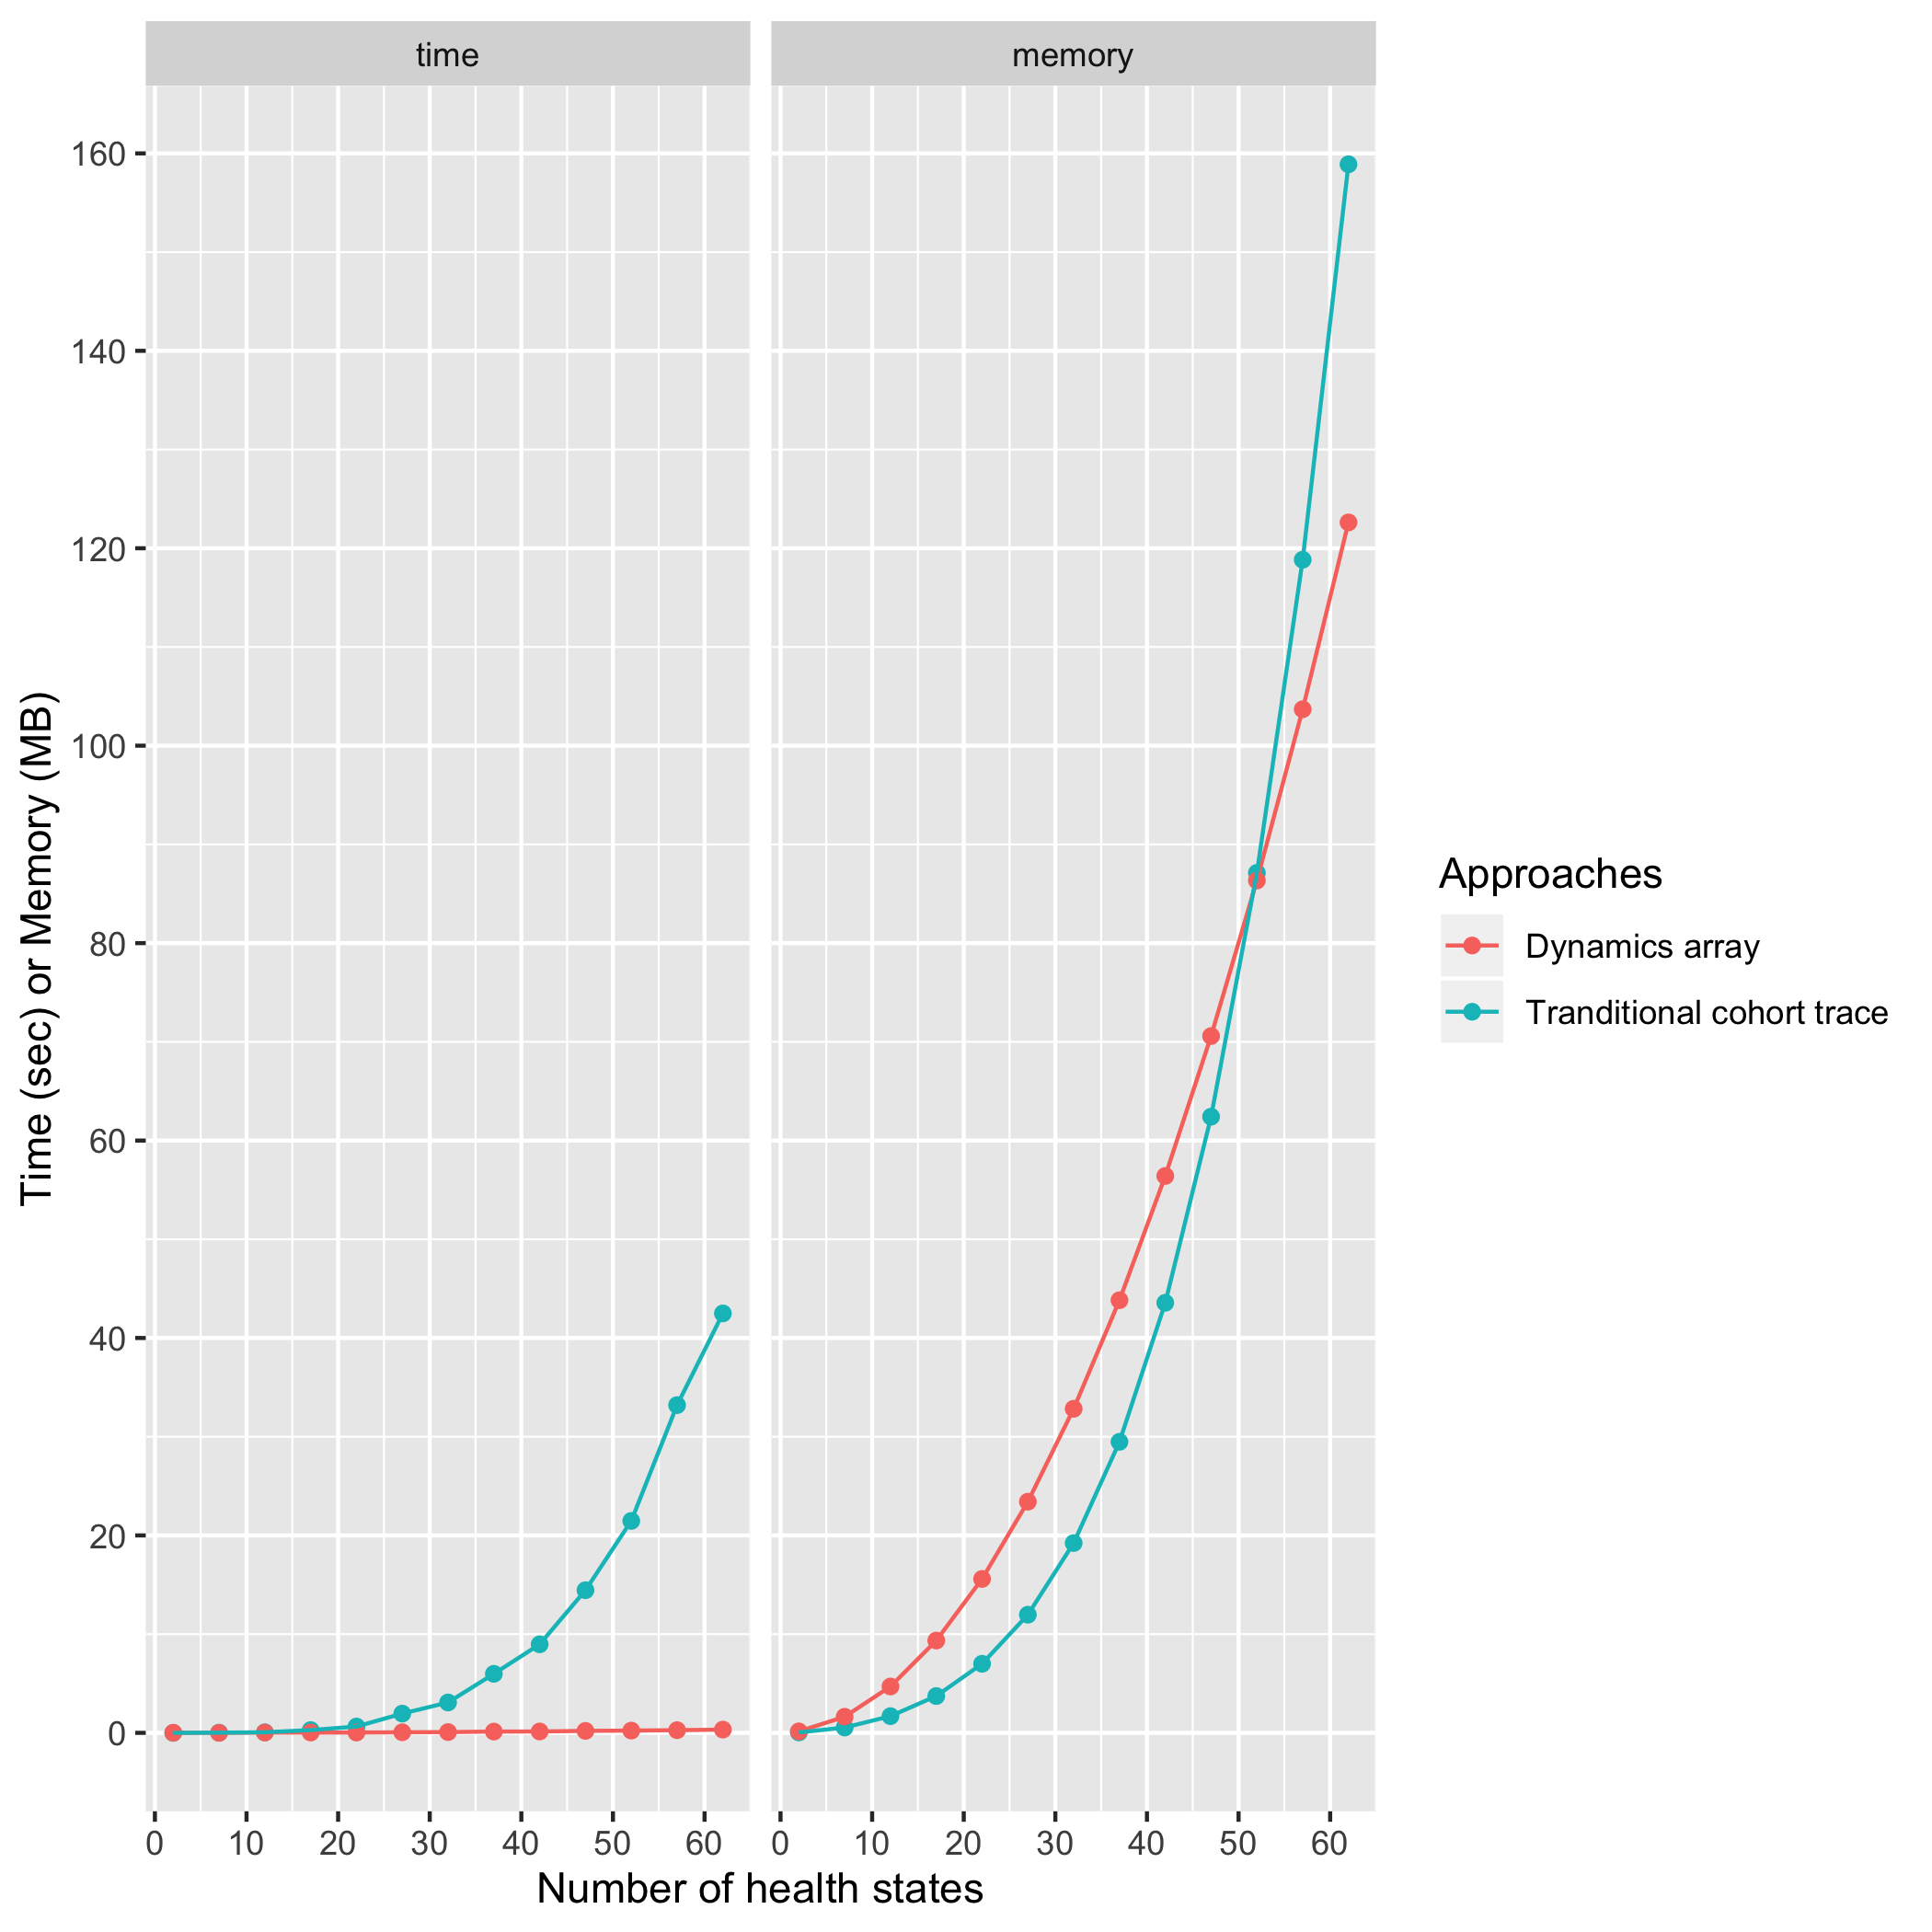 time
memory
Time (sec) or Memory (MB)
160
140
120
100
80
60
40
20
0
0 10 20 30 40 50 60
0 10 20 30 40 50 60
Number of health states
Approaches
Dynamics array
Tranditional cohort trace